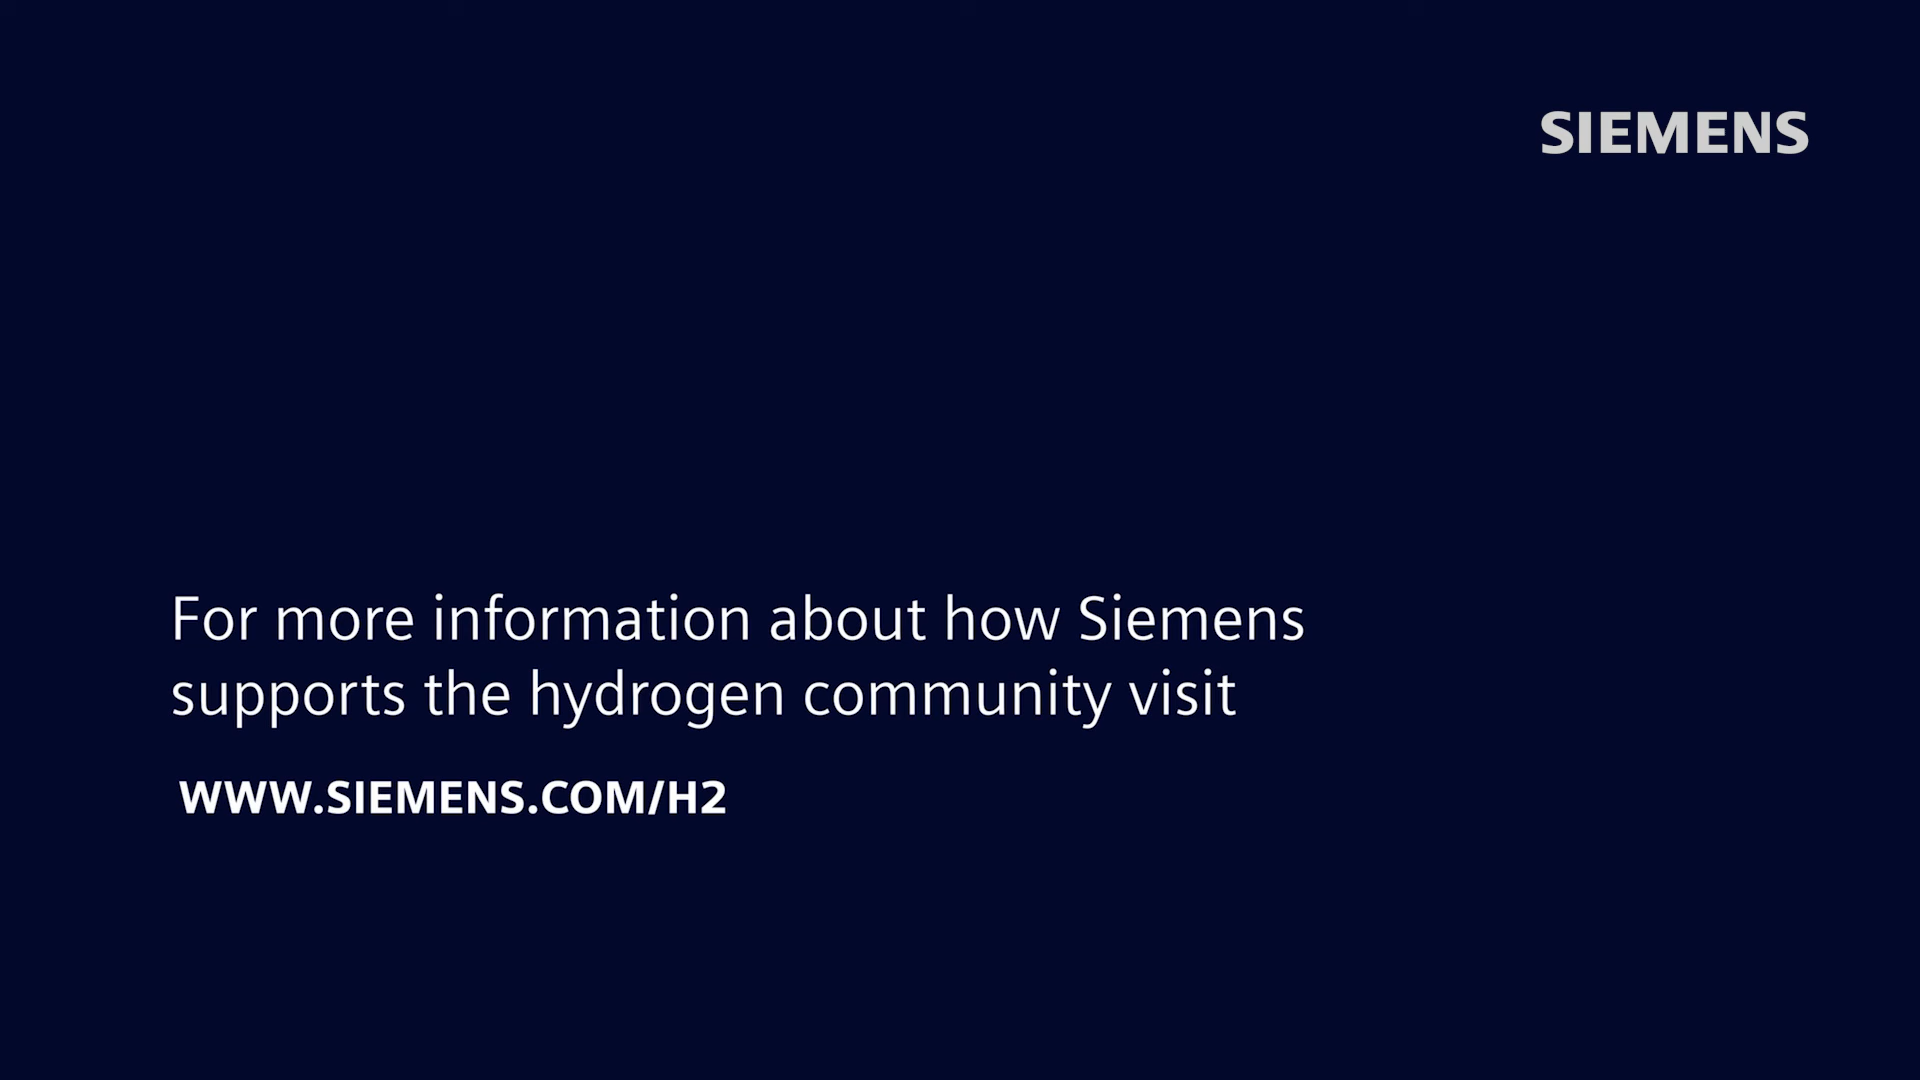 SIEMENS
For more information about how Siemens
supports the hydrogen community visit
WWW.SIEMENS.COM/H2